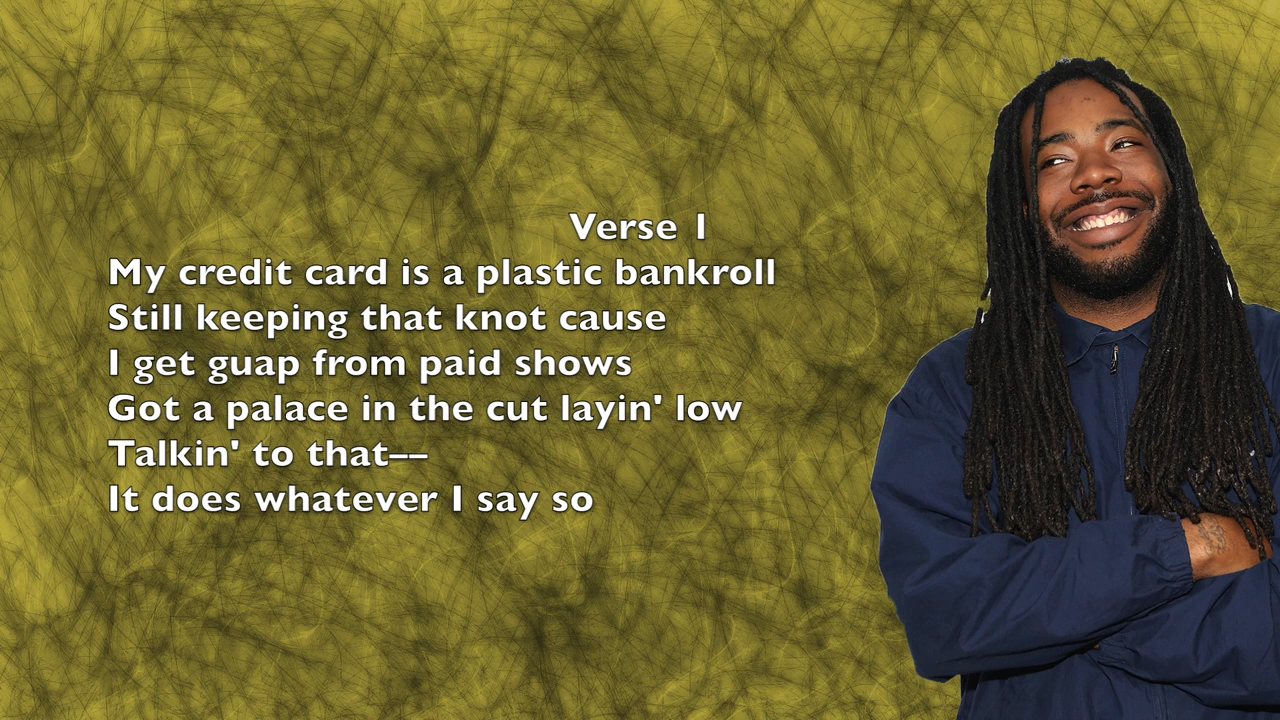 Verse 1
My credit card is a plastic bankroll
Still keeping that knot cause
I get guap from paid shows
Got a palace in the cut layin' low
Talkin' to that––
It does whatever I say so